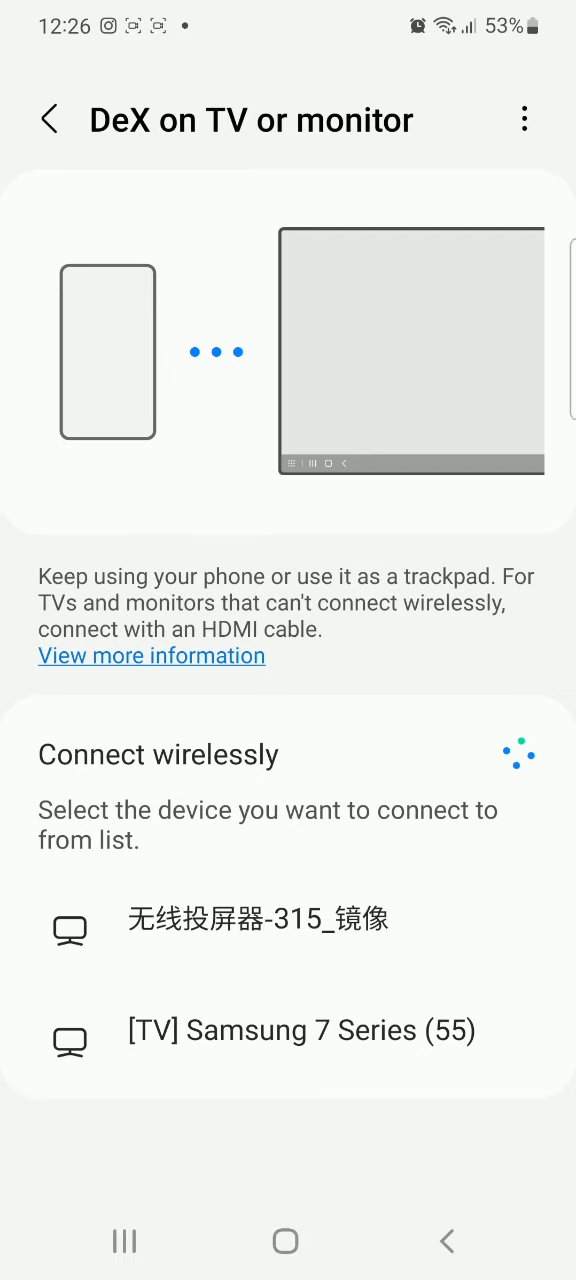 12:26
53%
DeX on TV or monitor
Keep using your phone or use it as a trackpad. For
TVs and monitors that can't connect wirelessly,
connect with an HDMI cable.
View more information
Connect wirelessly
Select the device you want to connect to
from list.
无线投屏器-315_镜像
[TV] Samsung 7 Series (55)